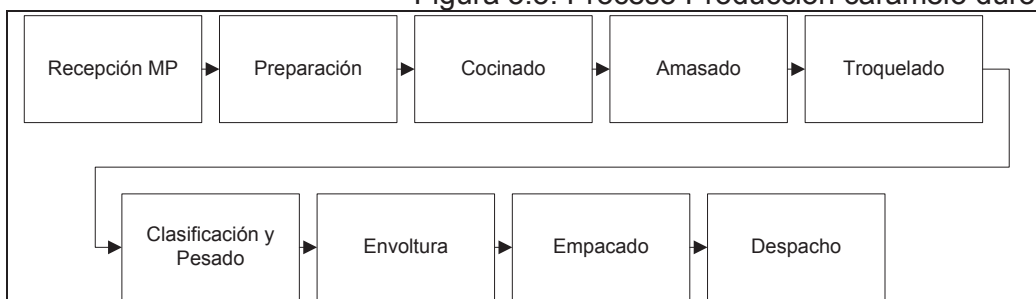 Figura 3.3. Proceso Producción caramelo duro
Recepción MP
Preparación
Cocinado
Amasado
Troquelado
Clasificación y
Pesado
Envoltura
Empacado
Despacho